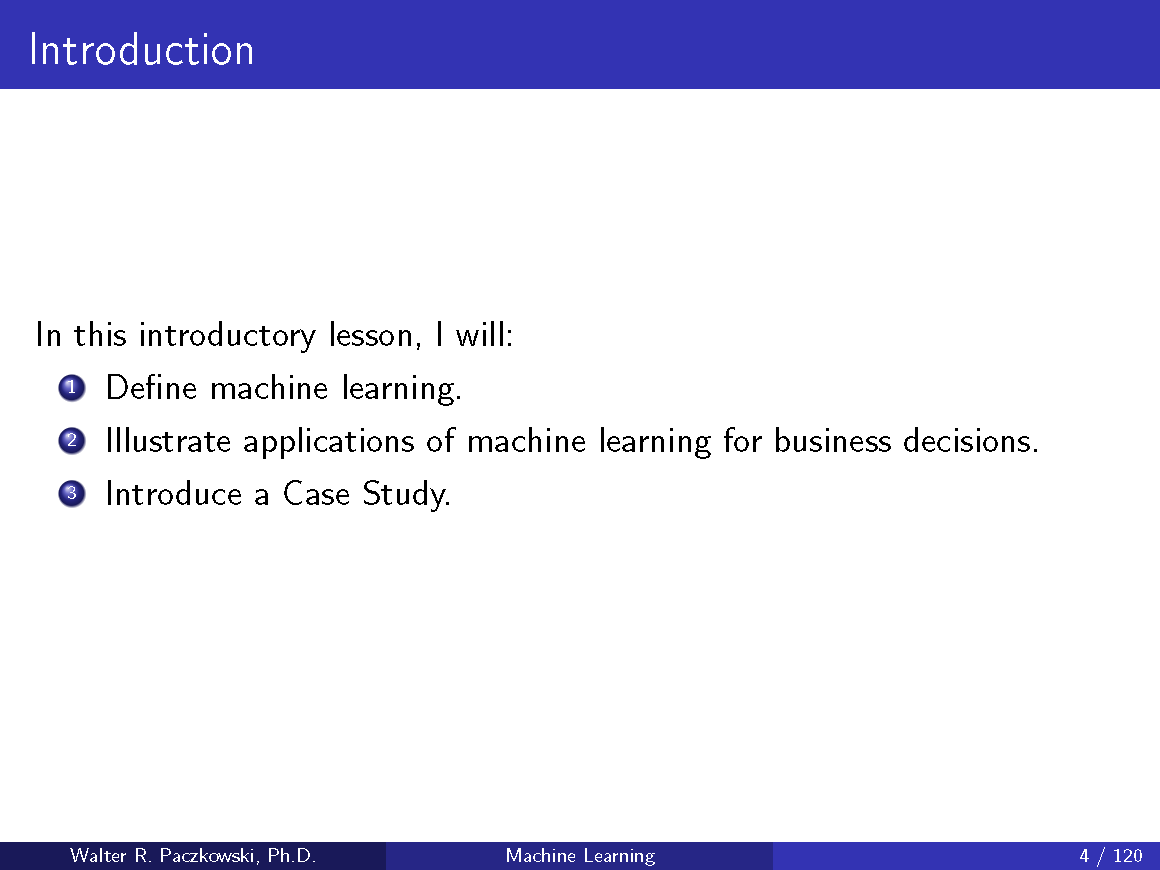 Introduction
In this introductory lesson, I will:
1 Define machine learning.
2 Illustrate applications of machine learning for business decisions.
3 Introduce a Case Study.
Walter R. Paczkowski, Ph.D. Machine Learning 4 / 120